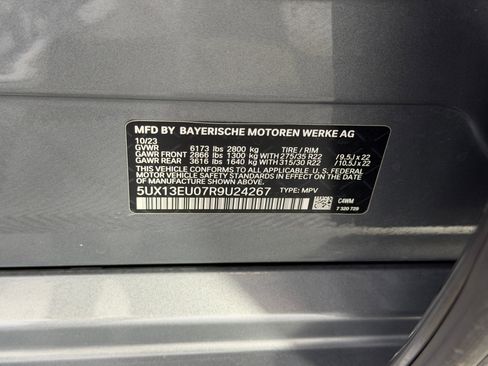 MFD BY BAYERISCHE MOTOREN WERKE AG
10/23
GVWR 6173 lbs 2800 kg TIRE / RIM
GAWR FRONT 2866 lbs 1300 kg WITH 275/35 R22 / 9.5J x 22
GAWR REAR 3616 lbs 1640 kg WITH 315/30 R22 / 10.5J x 22
THIS VEHICLE CONFORMS TO ALL APPLICABLE U. S. FEDERAL
MOTOR VEHICLE SAFETY STANDARDS IN EFFECT ON THE
DATE OF MANUFACTURE SHOWN ABOVE.
5UX13EU07R9U24267 TYPE: MPV
C4WM
7 320 729